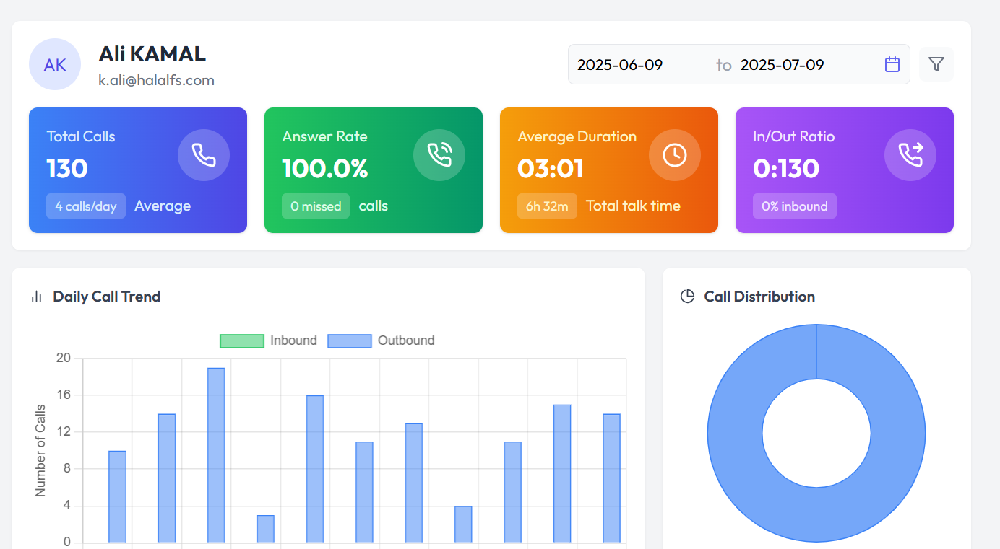 AK
Ali KAMAL
k.ali@halalfs.com
2025-06-09 to 2025-07-09
Total Calls
130
4 calls/day Average
Answer Rate
100.0%
0 missed calls
Average Duration
03:01
6h 32m Total talk time
In/Out Ratio
0:130
0% inbound
Daily Call Trend
Inbound Outbound
20
16
12
8
4
0
Number of Calls
Call Distribution